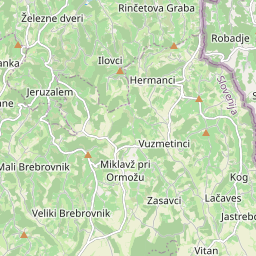 Rinčetova Graba
Železne dveri
Robadje
Ilovci
Hermanci
Slovenija
Jeruzalem
Vuzmetinci
Mali Brebrovnik
Miklavž pri
Ormožu
Kog
Zasavci
Lačaves
Veliki Brebrovnik
Vitan